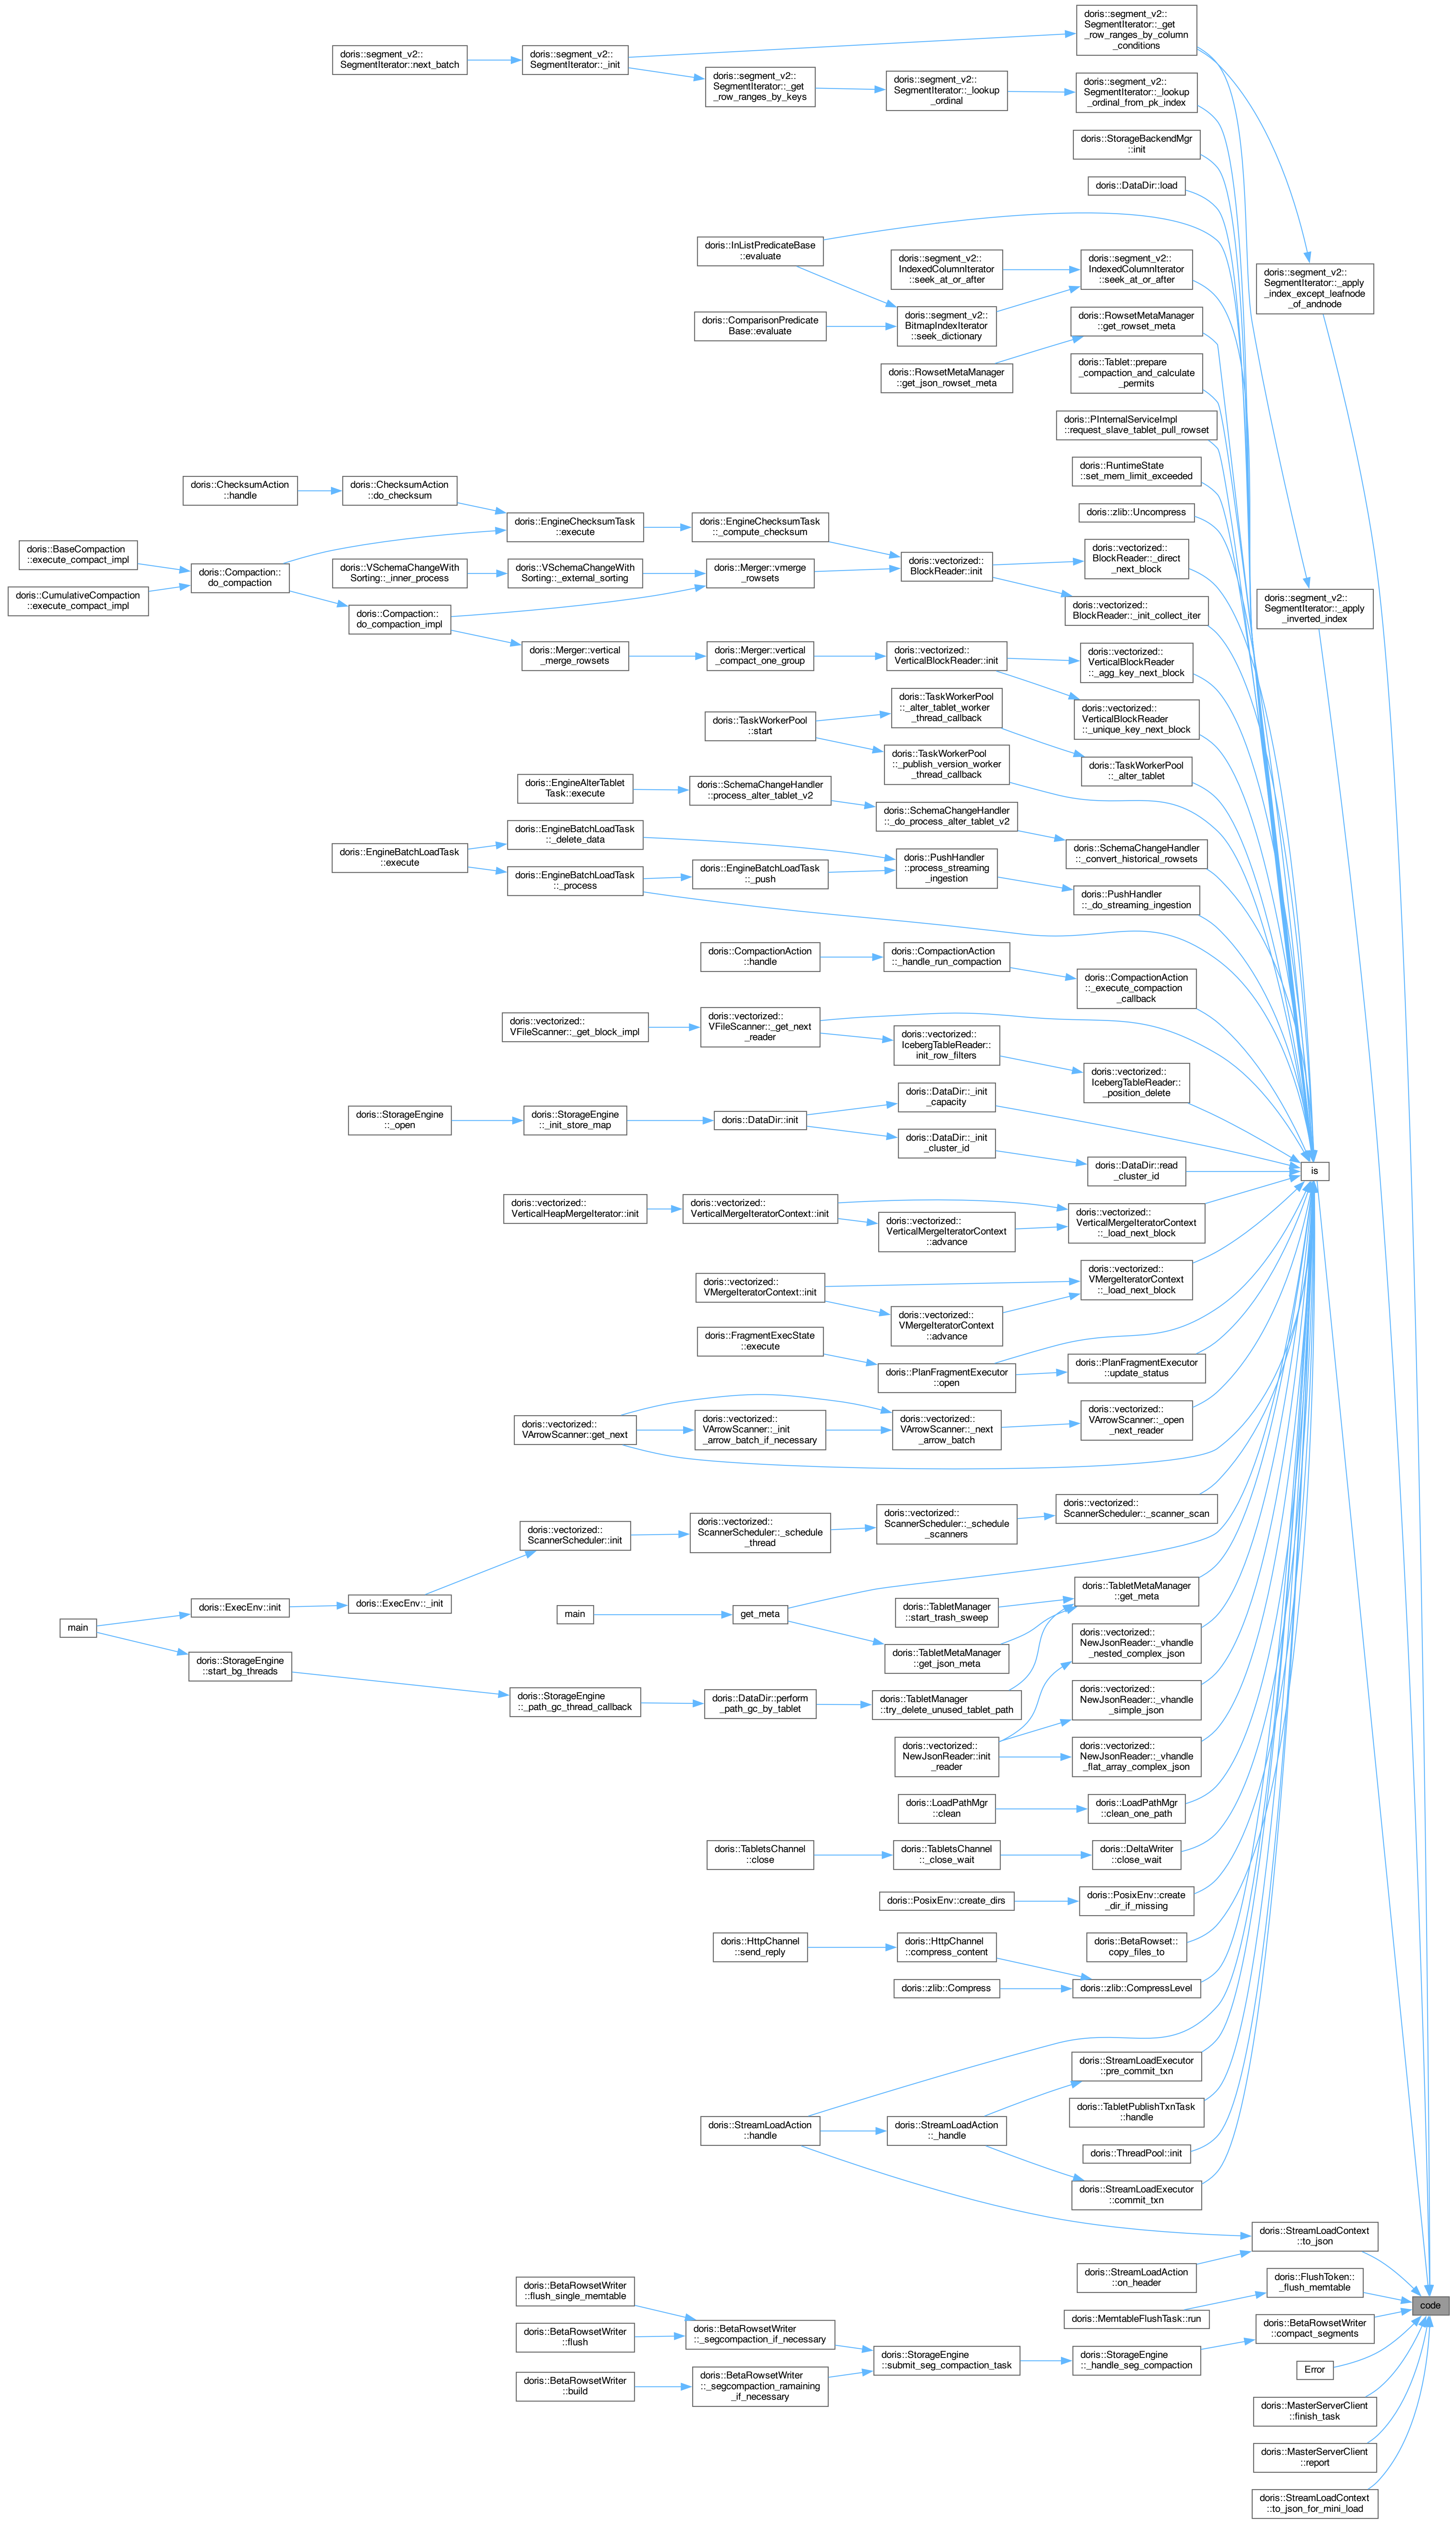 doris::segment_v2::
SegmentIterator::_get
_row_ranges_by_column
_conditions
doris::segment_v2::
SegmentIterator::next_batch
doris::segment_v2::
SegmentIterator::_init
doris::segment_v2::
SegmentIterator::_get
_row_ranges_by_keys
doris::segment_v2::
SegmentIterator::_lookup
_ordinal
doris::segment_v2::
SegmentIterator::_lookup
_ordinal_from_pk_index
doris::StorageBackendMgr
::init
doris::DataDir::load
doris::InListPredicateBase
::evaluate
doris::segment_v2::
IndexedColumnIterator
::seek_at_or_after
doris::segment_v2::
IndexedColumnIterator
::seek_at_or_after
doris::segment_v2::
SegmentIterator::_apply
_index_except_leafnode
_of_andnode
doris::ComparisonPredicate
Base::evaluate
doris::segment_v2::
BitmapIndexIterator
::seek_dictionary
doris::RowsetMetaManager
::get_rowset_meta
doris::RowsetMetaManager
::get_json_rowset_meta
doris::Tablet::prepare
_compaction_and_calculate
_permits
doris::PInternalServiceImpl
::request_slave_tablet_pull_rowset
doris::RuntimeState
::set_mem_limit_exceeded
doris::ChecksumAction
::handle
doris::ChecksumAction
::do_checksum
doris::zlib::Uncompress
doris::EngineChecksumTask
::execute
doris::EngineChecksumTask
::_compute_checksum
doris::BaseCompaction
::execute_compact_impl
doris::Compaction::
do_compaction
doris::VSchemaChangeWith
Sorting::_inner_process
doris::VSchemaChangeWith
Sorting::_external_sorting
doris::Merger::vmerge
_rowsets
doris::vectorized::
BlockReader::init
doris::vectorized::
BlockReader::_direct
_next_block
doris::CumulativeCompaction
::execute_compact_impl
doris::Compaction::
do_compaction_impl
doris::vectorized::
BlockReader::_init_collect_iter
doris::segment_v2::
SegmentIterator::_apply
_inverted_index
doris::Merger::vertical
_merge_rowsets
doris::Merger::vertical
_compact_one_group
doris::vectorized::
VerticalBlockReader::init
doris::vectorized::
VerticalBlockReader
::_agg_key_next_block
doris::TaskWorkerPool
::start
doris::TaskWorkerPool
::_alter_tablet_worker
_thread_callback
doris::vectorized::
VerticalBlockReader
::_unique_key_next_block
doris::TaskWorkerPool
::_publish_version_worker
_thread_callback
doris::TaskWorkerPool
::_alter_tablet
doris::EngineAlterTablet
Task::execute
doris::SchemaChangeHandler
::process_alter_tablet_v2
doris::SchemaChangeHandler
::_do_process_alter_tablet_v2
doris::SchemaChangeHandler
::_convert_historical_rowsets
doris::EngineBatchLoadTask
::execute
doris::EngineBatchLoadTask
::_delete_data
doris::EngineBatchLoadTask
::_process
doris::EngineBatchLoadTask
::_push
doris::PushHandler
::process_streaming
_ingestion
doris::PushHandler
::_do_streaming_ingestion
doris::CompactionAction
::handle
doris::CompactionAction
::_handle_run_compaction
doris::CompactionAction
::_execute_compaction
_callback
doris::vectorized::
VFileScanner::_get_block_impl
doris::vectorized::
VFileScanner::_get_next
_reader
doris::vectorized::
IcebergTableReader::
init_row_filters
doris::vectorized::
IcebergTableReader::
_position_delete
doris::StorageEngine
::_open
doris::StorageEngine
::_init_store_map
doris::DataDir::init
doris::DataDir::_init
_capacity
doris::DataDir::_init
_cluster_id
doris::DataDir::read
_cluster_id
is
doris::vectorized::
VerticalHeapMergeIterator::init
doris::vectorized::
VerticalMergeIteratorContext::init
doris::vectorized::
VerticalMergeIteratorContext
::advance
doris::vectorized::
VerticalMergeIteratorContext
::_load_next_block
doris::vectorized::
VMergeIteratorContext::init
doris::vectorized::
VMergeIteratorContext
::advance
doris::vectorized::
VMergeIteratorContext
::_load_next_block
doris::FragmentExecState
::execute
doris::PlanFragmentExecutor
::open
doris::PlanFragmentExecutor
::update_status
doris::vectorized::
VArrowScanner::get_next
doris::vectorized::
VArrowScanner::_init
_arrow_batch_if_necessary
doris::vectorized::
VArrowScanner::_next
_arrow_batch
doris::vectorized::
VArrowScanner::_open
_next_reader
doris::vectorized::
ScannerScheduler::init
doris::vectorized::
ScannerScheduler::_schedule
_thread
doris::vectorized::
ScannerScheduler::_schedule
_scanners
doris::vectorized::
ScannerScheduler::_scanner_scan
main
doris::ExecEnv::init
doris::ExecEnv::_init
main
get_meta
doris::TabletManager
::start_trash_sweep
doris::TabletMetaManager
::get_meta
doris::StorageEngine
::start_bg_threads
doris::TabletMetaManager
::get_json_meta
doris::vectorized::
NewJsonReader::_vhandle
_nested_complex_json
doris::StorageEngine
::_path_gc_thread_callback
doris::DataDir::perform
_path_gc_by_tablet
doris::TabletManager
::try_delete_unused_tablet_path
doris::vectorized::
NewJsonReader::_vhandle
_simple_json
doris::vectorized::
NewJsonReader::init
_reader
doris::vectorized::
NewJsonReader::_vhandle
_flat_array_complex_json
doris::LoadPathMgr
::clean
doris::LoadPathMgr
::clean_one_path
doris::TabletsChannel
::close
doris::TabletsChannel
::_close_wait
doris::DeltaWriter
::close_wait
doris::PosixEnv::create_dirs
doris::PosixEnv::create
_dir_if_missing
doris::HttpChannel
::send_reply
doris::HttpChannel
::compress_content
doris::BetaRowset::
copy_files_to
doris::zlib::Compress
doris::zlib::CompressLevel
doris::StreamLoadExecutor
::pre_commit_txn
doris::StreamLoadAction
::handle
doris::StreamLoadAction
::_handle
doris::TabletPublishTxnTask
::handle
doris::ThreadPool::init
doris::StreamLoadExecutor
::commit_txn
doris::StreamLoadContext
::to_json
doris::StreamLoadAction
::on_header
doris::FlushToken::
_flush_memtable
doris::BetaRowsetWriter
::flush_single_memtable
doris::MemtableFlushTask::run
code
doris::BetaRowsetWriter
::flush
doris::BetaRowsetWriter
::_segcompaction_if_necessary
doris::BetaRowsetWriter
::compact_segments
doris::StorageEngine
::submit_seg_compaction_task
doris::StorageEngine
::_handle_seg_compaction
doris::BetaRowsetWriter
::build
doris::BetaRowsetWriter
::_segcompaction_ramaining
_if_necessary
Error
doris::MasterServerClient
::finish_task
doris::MasterServerClient
::report
doris::StreamLoadContext
::to_json_for_mini_load